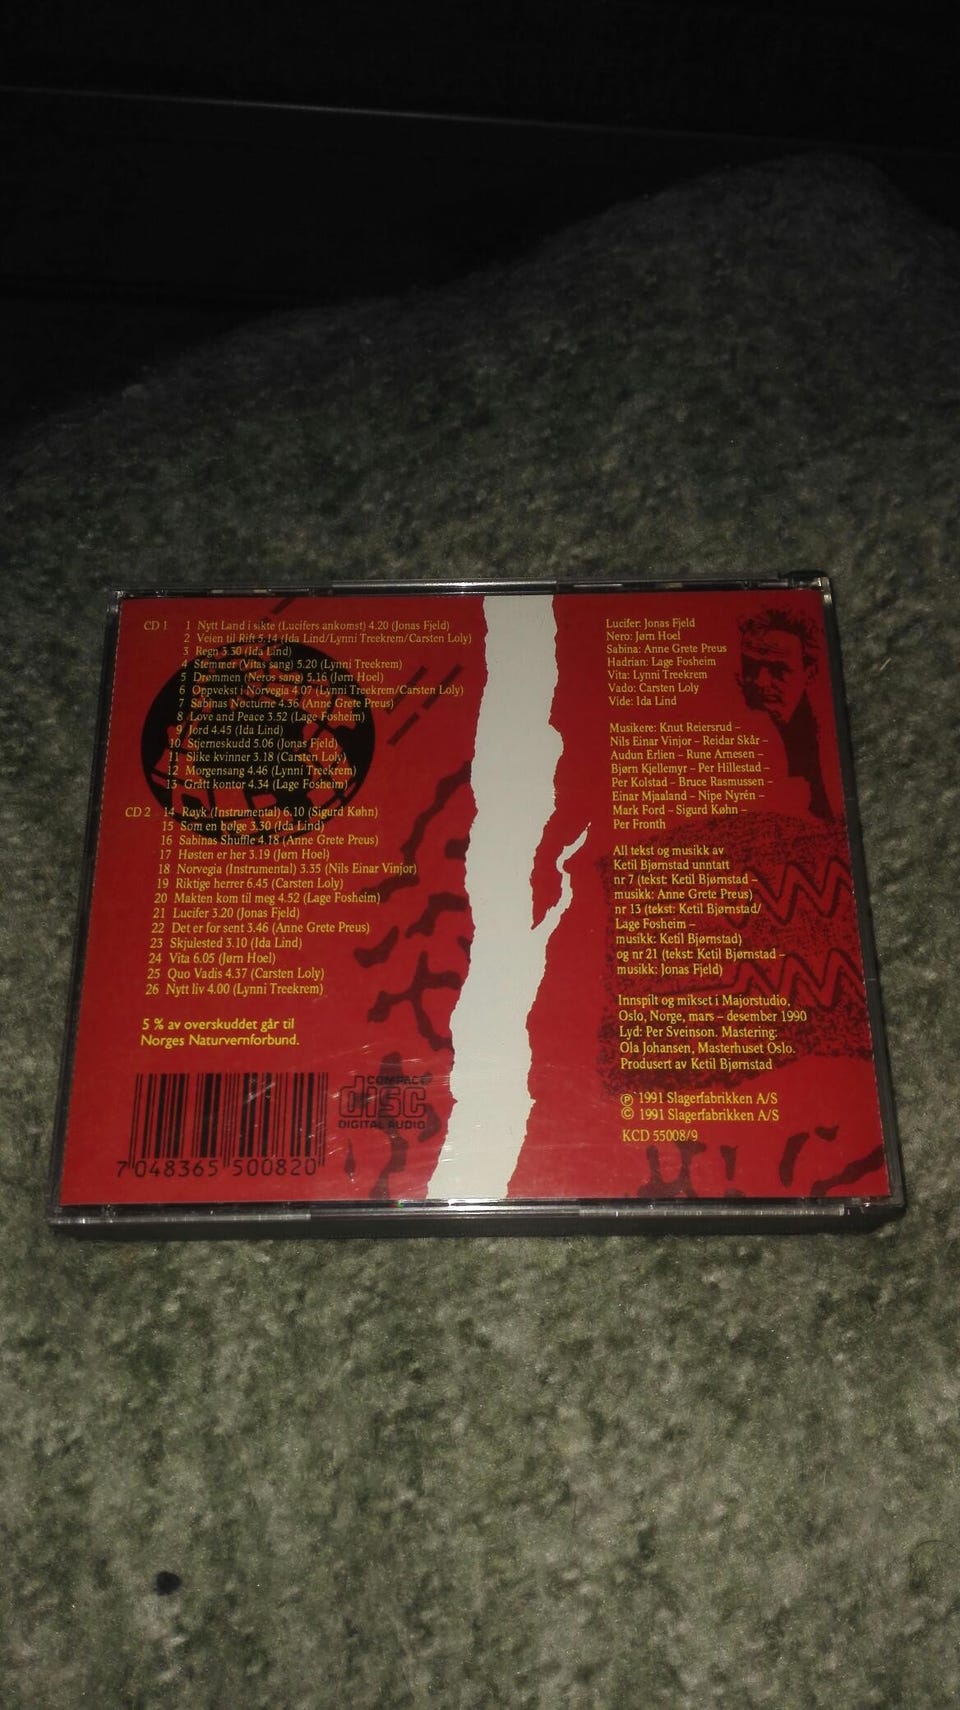 CD 1 1 Nytt Land i sikte (Lucifers ankomst) 4.20 (Jonas Fjeld)
2 Veien til Rift 5.14 (Ida Lind/Lynni Treekrem/Carsten Loly)
3 Regn 3.30 (Ida Lind)
4 Stemmer (Vitas sang) 5.20 (Lynni Treekrem)
5 Drømmen (Neros sang) 5.16 (Jørn Hoel)
6 Oppvekst i Norvegia 4.07 (Lynni Treekrem/Carsten Loly)
7 Sabinas Nocturne 4.36 (Anne Grete Preus)
8 Love and Peace 3.52 (Lage Fosheim)
9 Jord 4.45 (Ida Lind)
10 Stjerneskudd 5.06 (Jonas Fjeld)
11 Slike kvinner 3.18 (Carsten Loly)
12 Morgensang 4.46 (Lynni Treekrem)
13 Grått kontor 4.34 (Lage Fosheim)
CD 2 14 Røyk (Instrumental) 6.10 (Sigurd Køhn)
15 Som en bølge 3.30 (Ida Lind)
16 Sabinas Shuffle 4.18 (Anne Grete Preus)
17 Høsten er her 3.19 (Jørn Hoel)
18 Norvegia (Instrumental) 3.35 (Nils Einar Vinjor)
19 Riktige herrer 6.45 (Carsten Loly)
20 Makten kom til meg 4.52 (Lage Fosheim)
21 Lucifer 3.20 (Jonas Fjeld)
22 Det er for sent 3.46 (Anne Grete Preus)
23 Skjulested 3.10 (Ida Lind)
24 Vita 6.05 (Jørn Hoel)
25 Quo Vadis 4.37 (Carsten Loly)
26 Nytt liv 4.00 (Lynni Treekrem)
5 % av overskuddet går til
Norges Naturvernforbund.
7 048365 500820
COMPACT
disc
DIGITAL AUDIO
Lucifer: Jonas Fjeld
Nero: Jørn Hoel
Sabina: Anne Grete Preus
Hadrian: Lage Fosheim
Vita: Lynni Treekrem
Vado: Carsten Loly
Vide: Ida Lind
Musikere: Knut Reiersrud –
Nils Einar Vinjor – Reidar Skår –
Audun Erlien – Rune Arnesen –
Bjørn Kjellemyr – Per Hillestad –
Per Kolstad – Bruce Rasmussen –
Einar Mjaaland – Nipe Nyrén –
Mark Ford – Sigurd Køhn –
Per Fronth
All tekst og musikk av
Ketil Bjørnstad unntatt
nr 7 (tekst: Ketil Bjørnstad –
musikk: Anne Grete Preus)
nr 13 (tekst: Ketil Bjørnstad/
Lage Fosheim –
musikk: Ketil Bjørnstad)
og nr 21 (tekst: Ketil Bjørnstad –
musikk: Jonas Fjeld)
Innspilt og mikset i Majorstudio,
Oslo, Norge, mars – desember 1990
Lyd: Per Sveinson. Mastering:
Ola Johansen, Masterhuset Oslo.
Produsert av Ketil Bjørnstad
℗ 1991 Slagerfabrikken A/S
© 1991 Slagerfabrikken A/S
KCD 55008/9